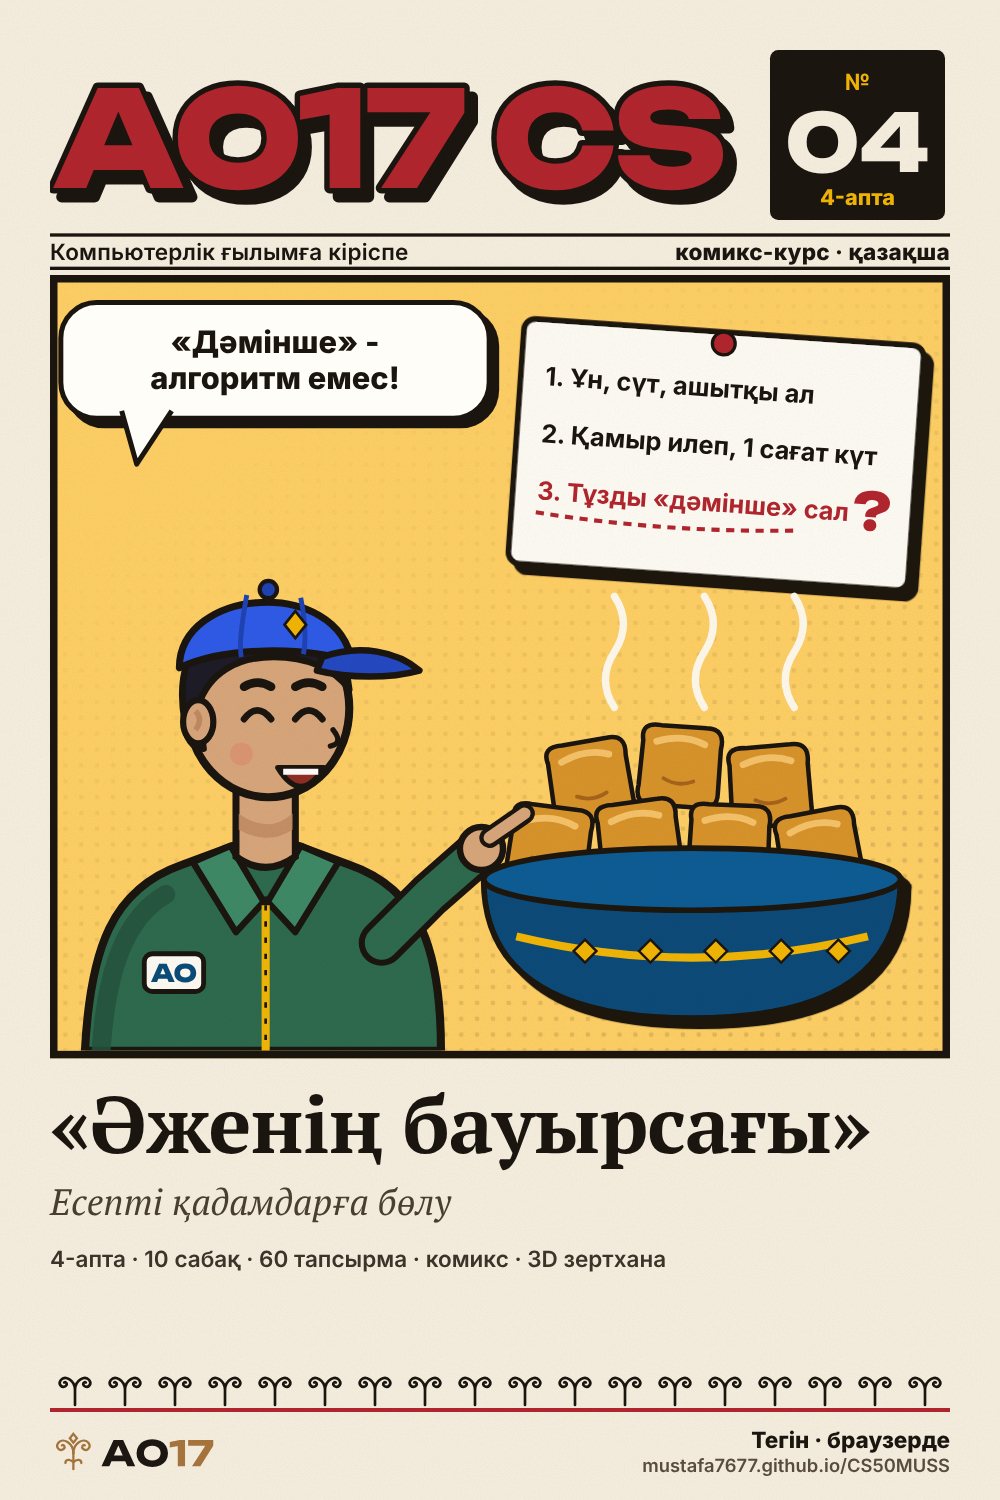 AO17 CS
№
04
4-апта
Компьютерлік ғылымға кіріспе
комикс-курс · қазақша
«Дәмінше» -
алгоритм емес!
1. Ұн, сүт, ашытқы ал
2. Қамыр илеп, 1 сағат күт
3. Тұзды «дәмінше» сал ?
AO
«Әженің бауырсағы»
Есепті қадамдарға бөлу
4-апта · 10 сабақ · 60 тапсырма · комикс · 3D зертхана
AO17
Тегін · браузерде
mustafa7677.github.io/CS50MUSS